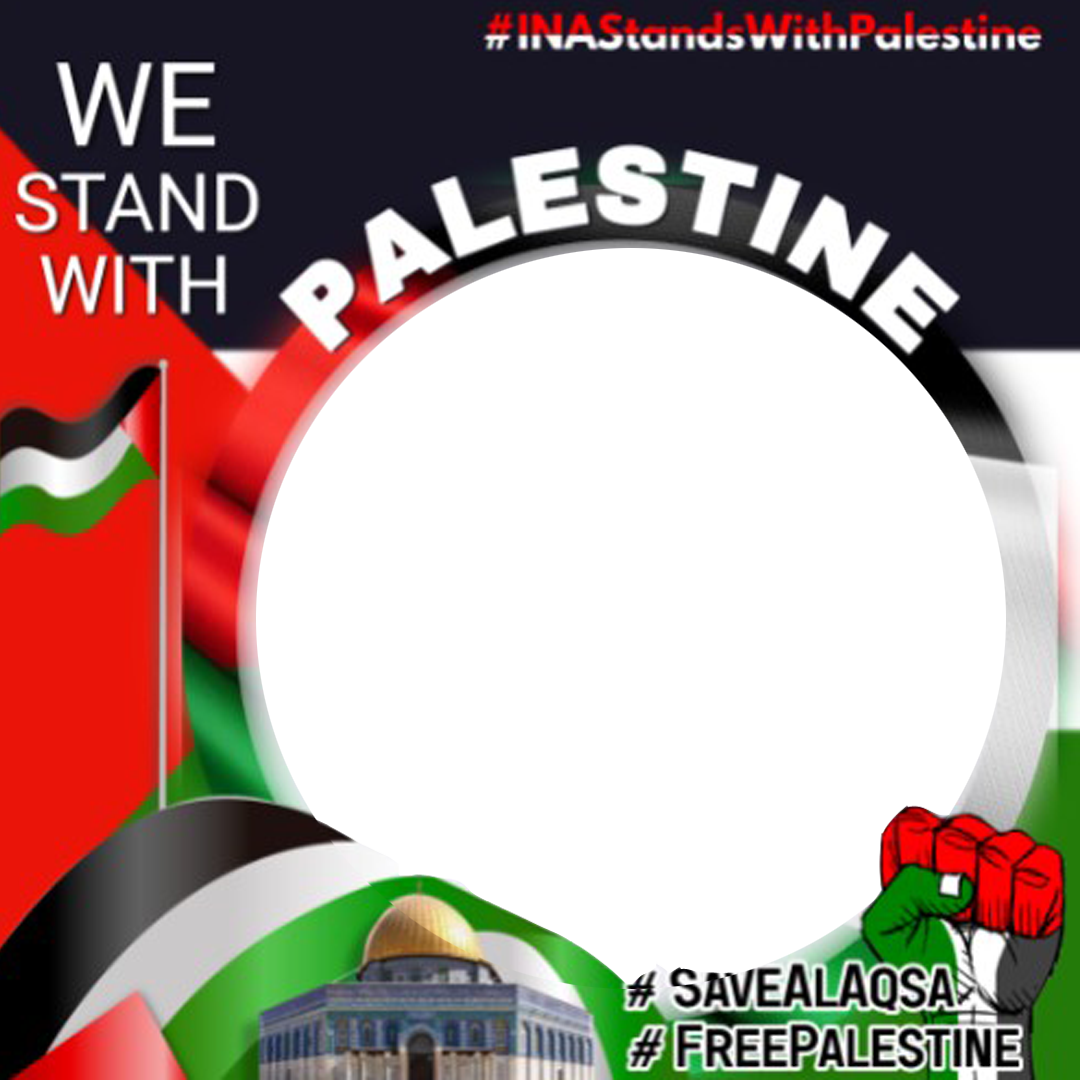 #INAStandsWithPalestine
WE
STAND
WITH
PALESTINE
# SAVEALAQSA
# FREEPALESTINE